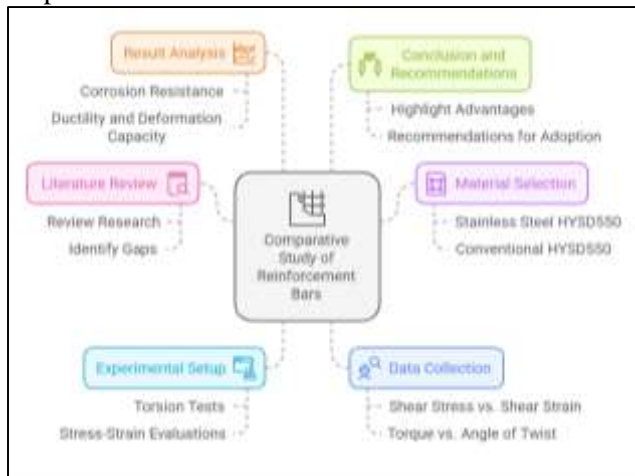 Result Analysis
Corrosion Resistance
Ductility and Deformation
Capacity
Conclusion and
Recommendations
Highlight Advantages
Recommendations for Adoption
Literature Review
Review Research
Identify Gaps
Comparative
Study of
Reinforcement
Bars
Material Selection
Stainless Steel HYSD550
Conventional HYSD550
Experimental Setup
Torsion Tests
Stress-Strain Evaluations
Data Collection
Shear Stress vs. Shear Strain
Torque vs. Angle of Twist